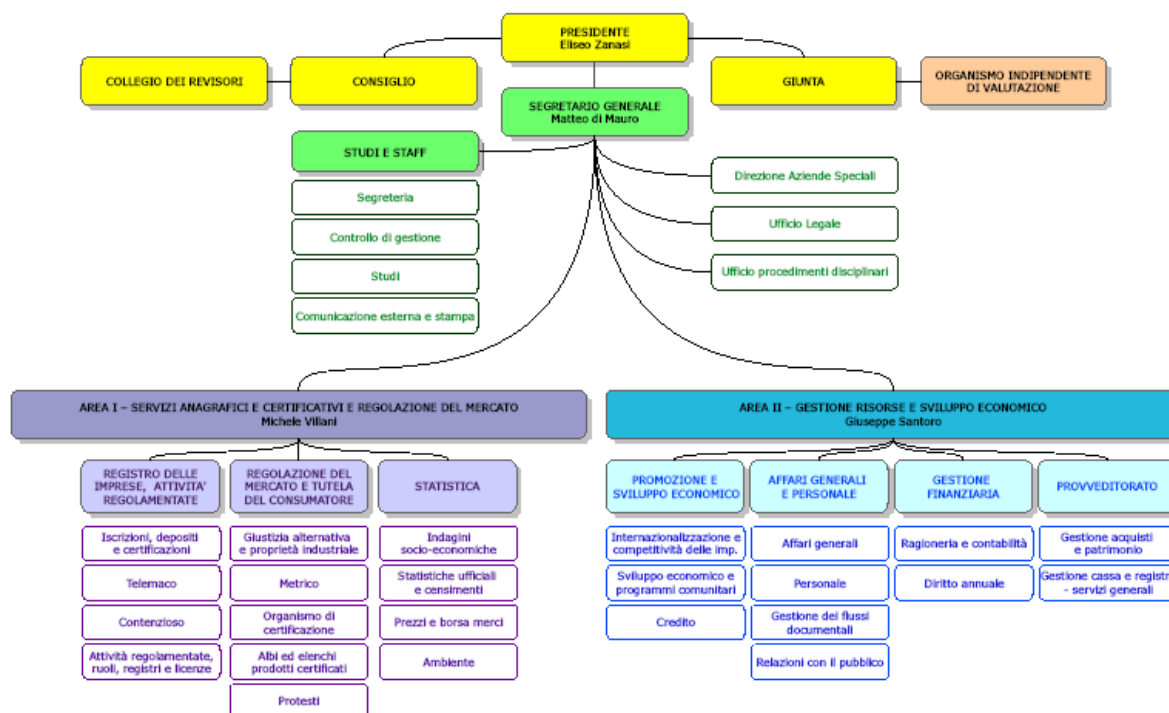 PRESIDENTE
Eliseo Zanasi
COLLEGIO DEI REVISORI
CONSIGLIO
GIUNTA
ORGANISMO INDIPENDENTE
DI VALUTAZIONE
SEGRETARIO GENERALE
Matteo di Mauro
STUDI E STAFF
Segreteria
Controllo di gestione
Studi
Comunicazione esterna e stampa
Direzione Aziende Speciali
Ufficio Legale
Ufficio procedimenti disciplinari
AREA I – SERVIZI ANAGRAFICI E CERTIFICATIVI E REGOLAZIONE DEL MERCATO
Michele Villani
REGISTRO DELLE
IMPRESE, ATTIVITA'
REGOLAMENTATE
Iscrizioni, depositi
e certificazioni
Telemaco
Contenzioso
Attività regolamentate,
ruoli, registri e licenze
REGOLAZIONE DEL
MERCATO E TUTELA
DEL CONSUMATORE
Giustizia alternativa
e proprietà industriale
Metrico
Organismo di
certificazione
Albi ed elenchi
prodotti certificati
Protesti
STATISTICA
Indagini
socio-economiche
Statistiche ufficiali
e censimenti
Prezzi e borsa merci
Ambiente
AREA II – GESTIONE RISORSE E SVILUPPO ECONOMICO
Giuseppe Santoro
PROMOZIONE E
SVILUPPO ECONOMICO
Internazionalizzazione e
competitività delle imp.
Sviluppo economico e
programmi comunitari
Credito
AFFARI GENERALI
E PERSONALE
Affari generali
Personale
Gestione dei flussi
documentali
Relazioni con il pubblico
GESTIONE
FINANZIARIA
Ragioneria e contabilità
Diritto annuale
PROVVEDITORATO
Gestione acquisti
e patrimonio
Gestione cassa e registri
- servizi generali